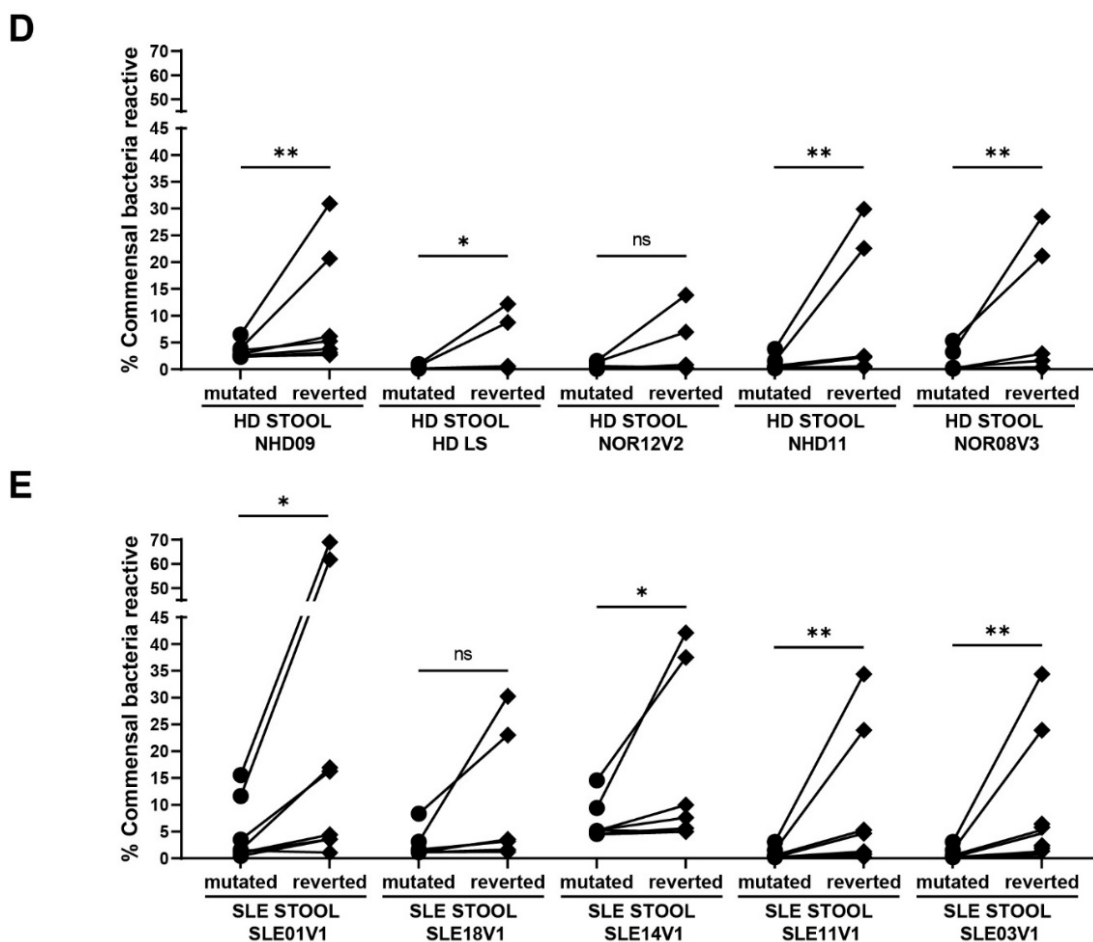 D
% Commensal bacteria reactive
70
60
50
45
40
35
30
25
20
15
10
5
0
** * ns ** **
mutated reverted mutated reverted mutated reverted mutated reverted mutated reverted
HD STOOL HD STOOL HD STOOL HD STOOL HD STOOL
NHD09 HD LS NOR12V2 NHD11 NOR08V3
E
% Commensal bacteria reactive
70
60
50
45
40
35
30
25
20
15
10
5
0
* ns * ** **
mutated reverted mutated reverted mutated reverted mutated reverted mutated reverted
SLE STOOL SLE STOOL SLE STOOL SLE STOOL SLE STOOL
SLE01V1 SLE18V1 SLE14V1 SLE11V1 SLE03V1